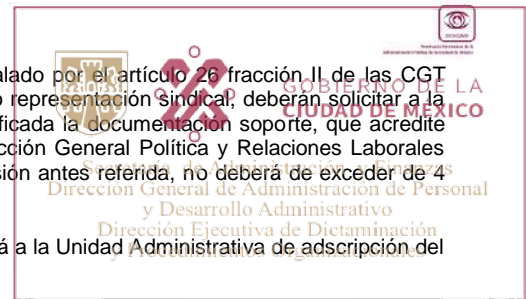 alado por el artículo 26 fracción II de las CGT
o representación sindical, deberán solicitar a la
ificada la documentación soporte, que acredite
cción General Política y Relaciones Laborales
sión antes referida, no deberá de exceder de 4
á a la Unidad Administrativa de adscripción del
GOBIERNO DE LA
CIUDAD DE MÉXICO
Secretaría de Administración y Finanzas
Dirección General de Administración de Personal
y Desarrollo Administrativo
Dirección Ejecutiva de Dictaminación
y Procedimientos Organizacionales